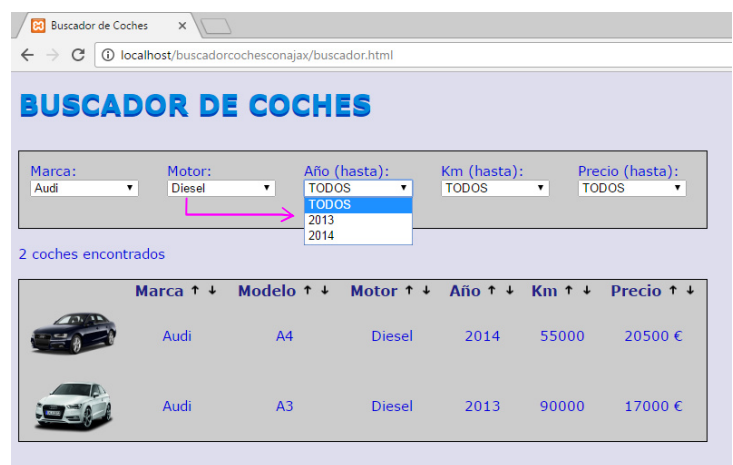 Buscador de Coches
localhost/buscadorcochesconajax/buscador.html
BUSCADOR DE COCHES
Marca: Motor: Año (hasta): Km (hasta): Precio (hasta):
Audi Diesel TODOS TODOS TODOS
TODOS
2013
2014
2 coches encontrados
Marca ↑ ↓ Modelo ↑ ↓ Motor ↑ ↓ Año ↑ ↓ Km ↑ ↓ Precio ↑ ↓
Audi A4 Diesel 2014 55000 20500 €
Audi A3 Diesel 2013 90000 17000 €